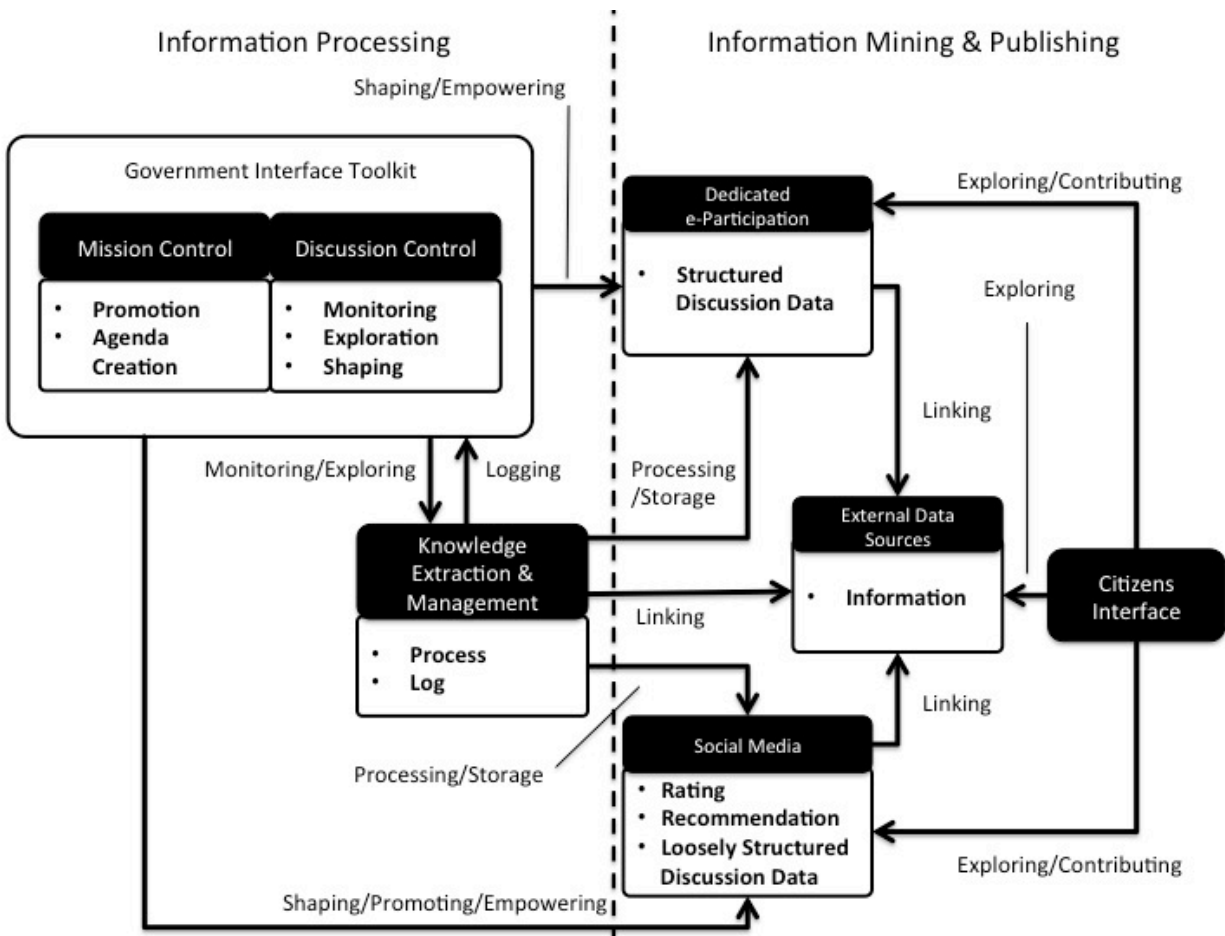 Information Processing
Information Mining & Publishing
Shaping/Empowering
Government Interface Toolkit
Mission Control
• Promotion
• Agenda
Creation
Discussion Control
• Monitoring
• Exploration
• Shaping
Dedicated
e-Participation
• Structured
Discussion Data
Exploring/Contributing
Exploring
Linking
Monitoring/Exploring
Logging
Processing
/Storage
Knowledge
Extraction &
Management
• Process
• Log
External Data
Sources
• Information
Citizens
Interface
Linking
Linking
Processing/Storage
Social Media
• Rating
• Recommendation
• Loosely Structured
Discussion Data
Exploring/Contributing
Shaping/Promoting/Empowering